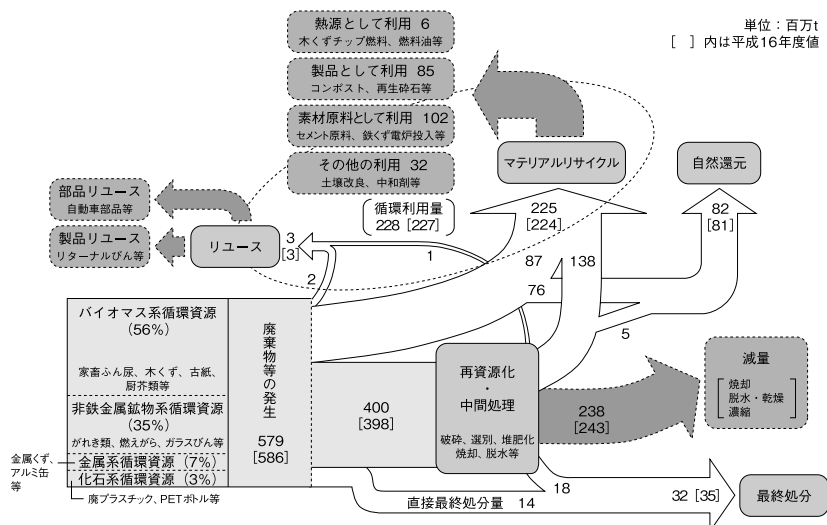 単位：百万t
[　]内は平成16年度値
熱源として利用 6
木くずチップ燃料、燃料油等
製品として利用 85
コンポスト、再生砕石等
素材原料として利用 102
セメント原料、鉄くず電炉投入等
その他の利用 32
土壌改良、中和剤等
マテリアルリサイクル
自然還元
部品リユース
自動車部品等
製品リユース
リターナルびん等
リユース
循環利用量
228 [227]
3
[3]
2
1
225
[224]
82
[81]
87
138
76
5
バイオマス系循環資源
(56%)
家畜ふん尿、木くず、古紙、
厨芥類等
非鉄金属鉱物系循環資源
(35%)
がれき類、燃えがら、ガラスびん等
金属系循環資源 (7%)
化石系循環資源 (3%)
金属くず、
アルミ缶
等
廃プラスチック、PETボトル等
廃棄物等の発生
579
[586]
400
[398]
再資源化
・
中間処理
破砕、選別、堆肥化
焼却、脱水等
238
[243]
減量
焼却
脱水・乾燥
濃縮
18
直接最終処分量 14
32 [35]
最終処分